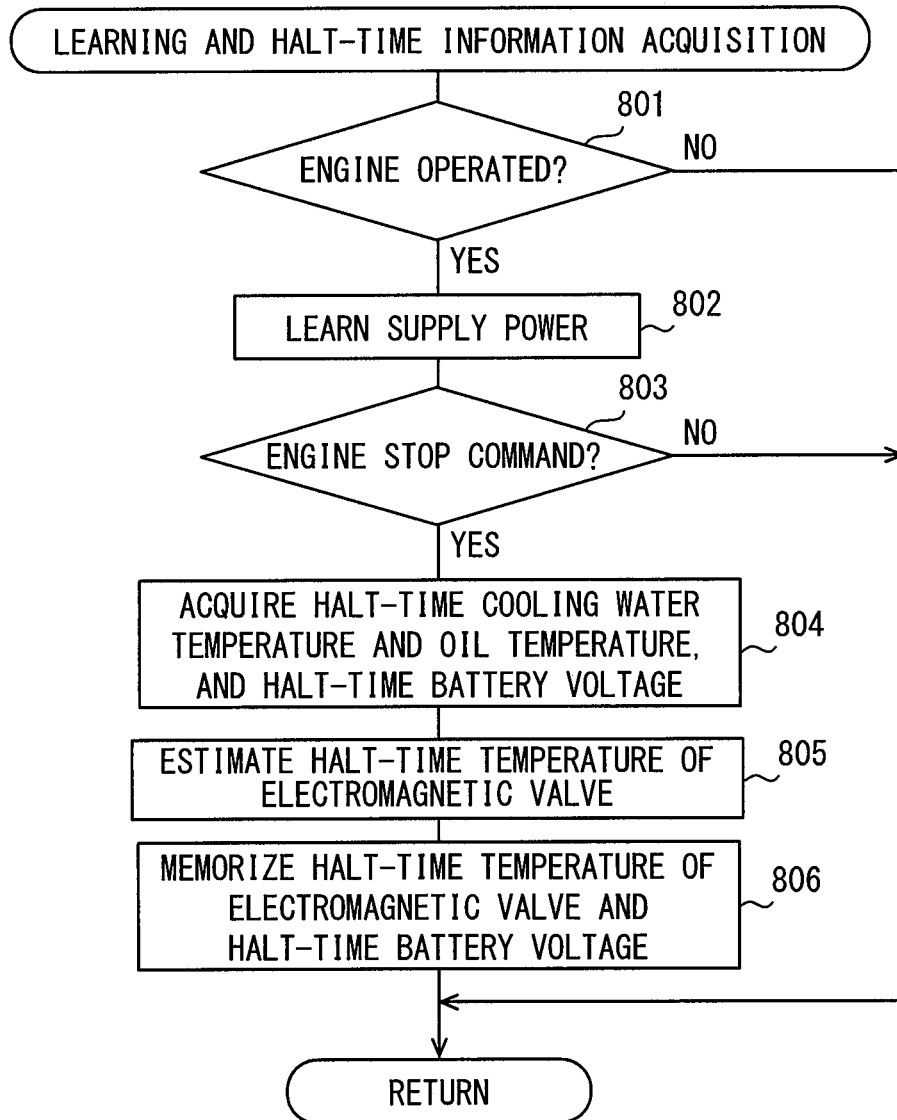 LEARNING AND HALT-TIME INFORMATION ACQUISITION
801
ENGINE OPERATED?
NO
YES
802
LEARN SUPPLY POWER
803
ENGINE STOP COMMAND?
NO
YES
ACQUIRE HALT-TIME COOLING WATER
TEMPERATURE AND OIL TEMPERATURE,
AND HALT-TIME BATTERY VOLTAGE
804
ESTIMATE HALT-TIME TEMPERATURE OF
ELECTROMAGNETIC VALVE
805
MEMORIZE HALT-TIME TEMPERATURE OF
ELECTROMAGNETIC VALVE AND
HALT-TIME BATTERY VOLTAGE
806
RETURN